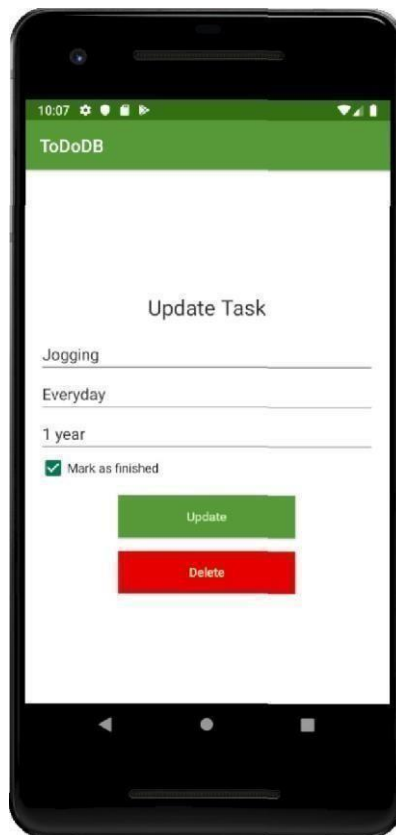 10:07
ToDoDB
Update Task
Jogging
Everyday
1 year
Mark as finished
Update
Delete